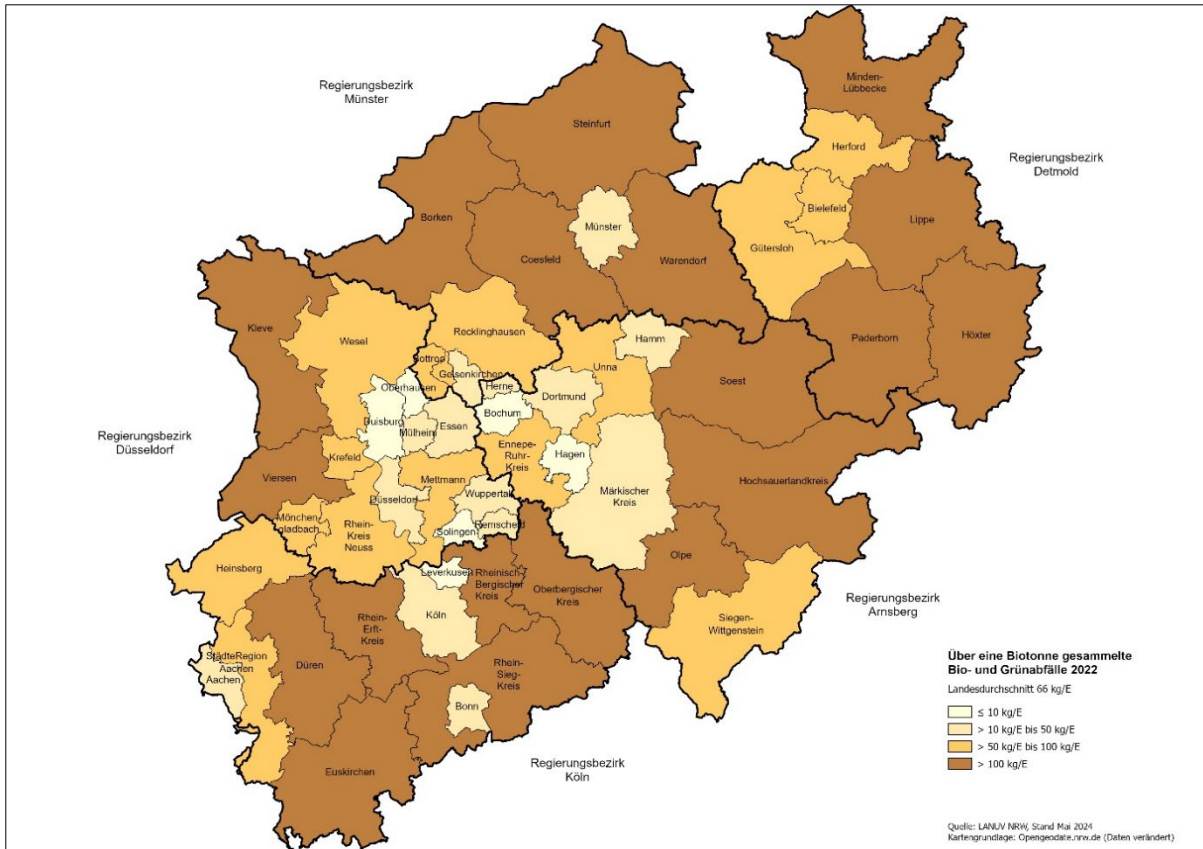 Regierungsbezirk
Münster
Minden-
Lübbecke
Steinfurt
Herford
Regierungsbezirk
Detmold
Bielefeld
Lippe
Borken
Münster
Gütersloh
Coesfeld
Warendorf
Kleve
Wesel
Recklinghausen
Hamm
Paderborn
Höxter
Bottrop
Gelsenkirchen
Unna
Soest
Oberhausen
Herne
Dortmund
Bochum
Duisburg
Mülheim
Essen
Regierungsbezirk
Düsseldorf
Krefeld
Ennepe-
Ruhr-
Kreis
Hagen
Viersen
Mettmann
Hochsauerlandkreis
Düsseldorf
Wuppertal
Märkischer
Kreis
Mönchen-
gladbach
Rhein-
Kreis
Neuss
Solingen
Remscheid
Heinsberg
Leverkusen
Rheinisch-
Bergischer
Kreis
Oberbergischer
Kreis
Olpe
Regierungsbezirk
Arnsberg
Köln
Rhein-
Erft-
Kreis
Siegen-
Wittgenstein
StädteRegion
Aachen
Aachen
Düren
Rhein-
Sieg-
Kreis
Bonn
Euskirchen
Regierungsbezirk
Köln
Über eine Biotonne gesammelte
Bio- und Grünabfälle 2022
Landesdurchschnitt 66 kg/E
≤ 10 kg/E
> 10 kg/E bis 50 kg/E
> 50 kg/E bis 100 kg/E
> 100 kg/E
Quelle: LANUV NRW, Stand Mai 2024
Kartengrundlage: Opengeodate.nrw.de (Daten verändert)